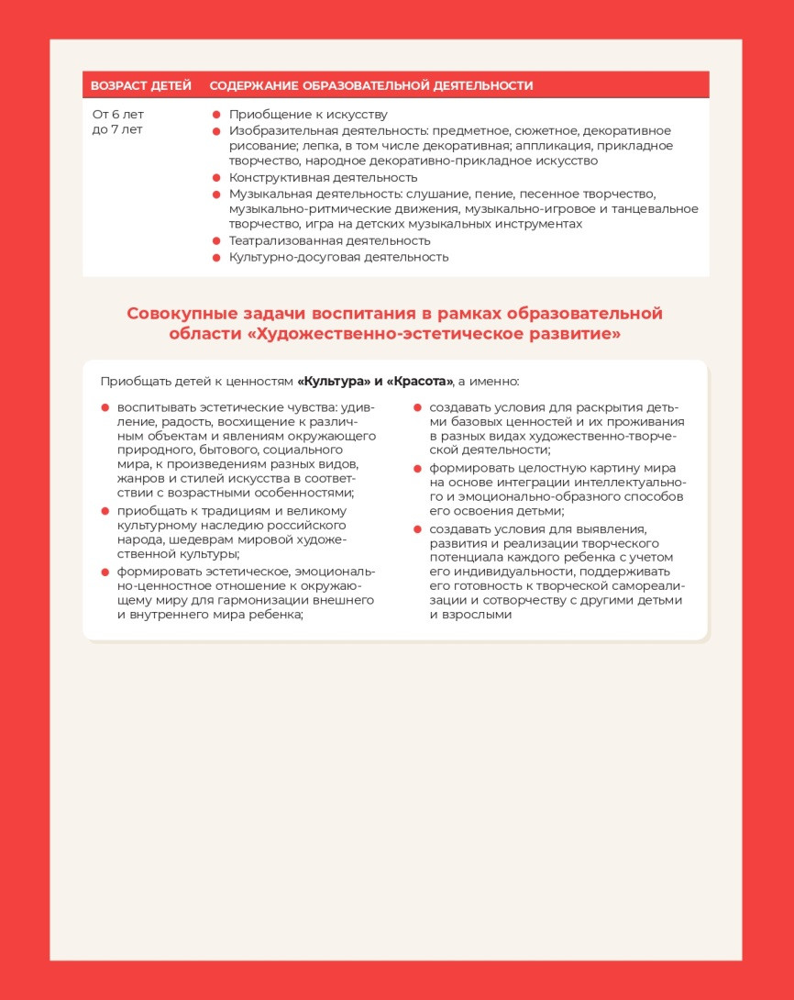 ВОЗРАСТ ДЕТЕЙ СОДЕРЖАНИЕ ОБРАЗОВАТЕЛЬНОЙ ДЕЯТЕЛЬНОСТИ
От 6 лет
до 7 лет
● Приобщение к искусству
● Изобразительная деятельность: предметное, сюжетное, декоративное
рисование; лепка, в том числе декоративная; аппликация, прикладное
творчество, народное декоративно-прикладное искусство
● Конструктивная деятельность
● Музыкальная деятельность: слушание, пение, песенное творчество,
музыкально-ритмические движения, музыкально-игровое и танцевальное
творчество, игра на детских музыкальных инструментах
● Театрализованная деятельность
● Культурно-досуговая деятельность
Совокупные задачи воспитания в рамках образовательной
области «Художественно-эстетическое развитие»
Приобщать детей к ценностям «Культура» и «Красота», а именно:
● воспитывать эстетические чувства: удив-
ление, радость, восхищение к различ-
ным объектам и явлениям окружающего
природного, бытового, социального
мира, к произведениям разных видов,
жанров и стилей искусства в соответ-
ствии с возрастными особенностями;
● приобщать к традициям и великому
культурному наследию российского
народа, шедеврам мировой художе-
ственной культуры;
● формировать эстетическое, эмоциональ-
но-ценностное отношение к окружаю-
щему миру для гармонизации внешнего
и внутреннего мира ребенка;
● создавать условия для раскрытия деть-
ми базовых ценностей и их проживания
в разных видах художественно-творче-
ской деятельности;
● формировать целостную картину мира
на основе интеграции интеллектуально-
го и эмоционально-образного способов
его освоения детьми;
● создавать условия для выявления,
развития и реализации творческого
потенциала каждого ребенка с учетом
его индивидуальности, поддерживать
его готовность к творческой самореали-
зации и сотворчеству с другими детьми
и взрослыми